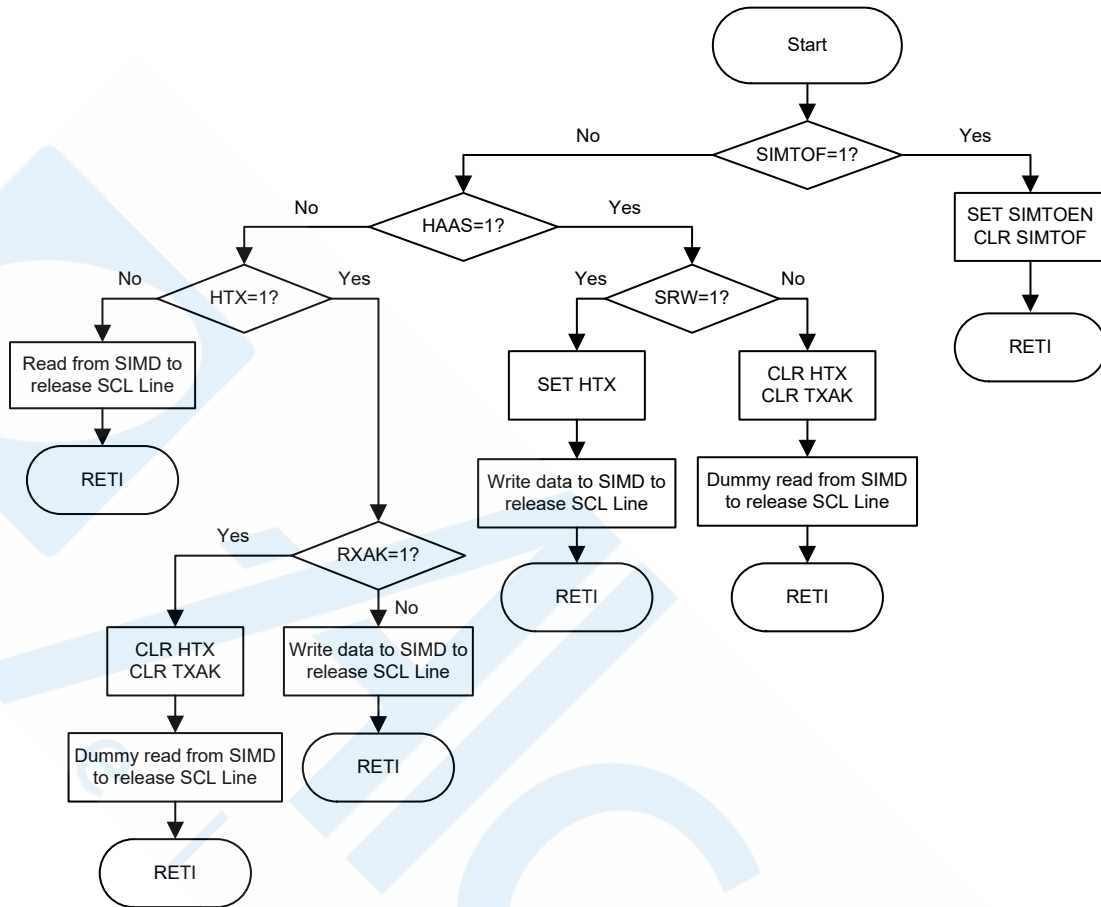 Start
No
Yes
SIMTOF=1?
No
Yes
HAAS=1?
SET SIMTOEN
CLR SIMTOF
No
Yes
HTX=1?
Yes
No
SRW=1?
RETI
Read from SIMD to
release SCL Line
SET HTX
CLR HTX
CLR TXAK
RETI
Write data to SIMD to
release SCL Line
Dummy read from SIMD
to release SCL Line
Yes
RXAK=1?
RETI
RETI
No
CLR HTX
CLR TXAK
Write data to SIMD to
release SCL Line
Dummy read from SIMD
to release SCL Line
RETI
RETI